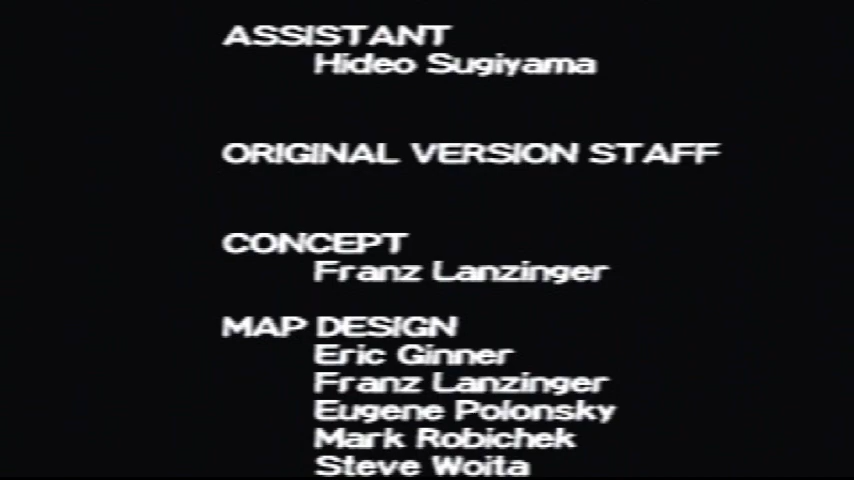 ASSISTANT
Hideo Sugiyama
ORIGINAL VERSION STAFF
CONCEPT
Franz Lanzinger
MAP DESIGN
Eric Ginner
Franz Lanzinger
Eugene Polonsky
Mark Robichek
Steve Woita